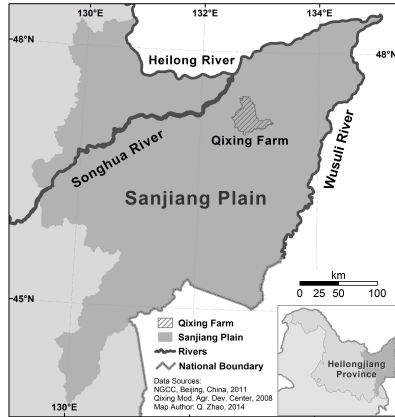 130°E 132°E 134°E
48°N
48°N
Heilong River
Songhua River
Qixing Farm
Wusuli River
Sanjiang Plain
km
0 25 50 100
45°N
45°N
Qixing Farm
Sanjiang Plain
Rivers
National Boundary
Data Sources:
NGCC, Beijing, China, 2011
Qixing Mod. Agr. Dev. Center, 2008
Map Author: Q. Zhao, 2014
Heilongjiang
Province
130°E